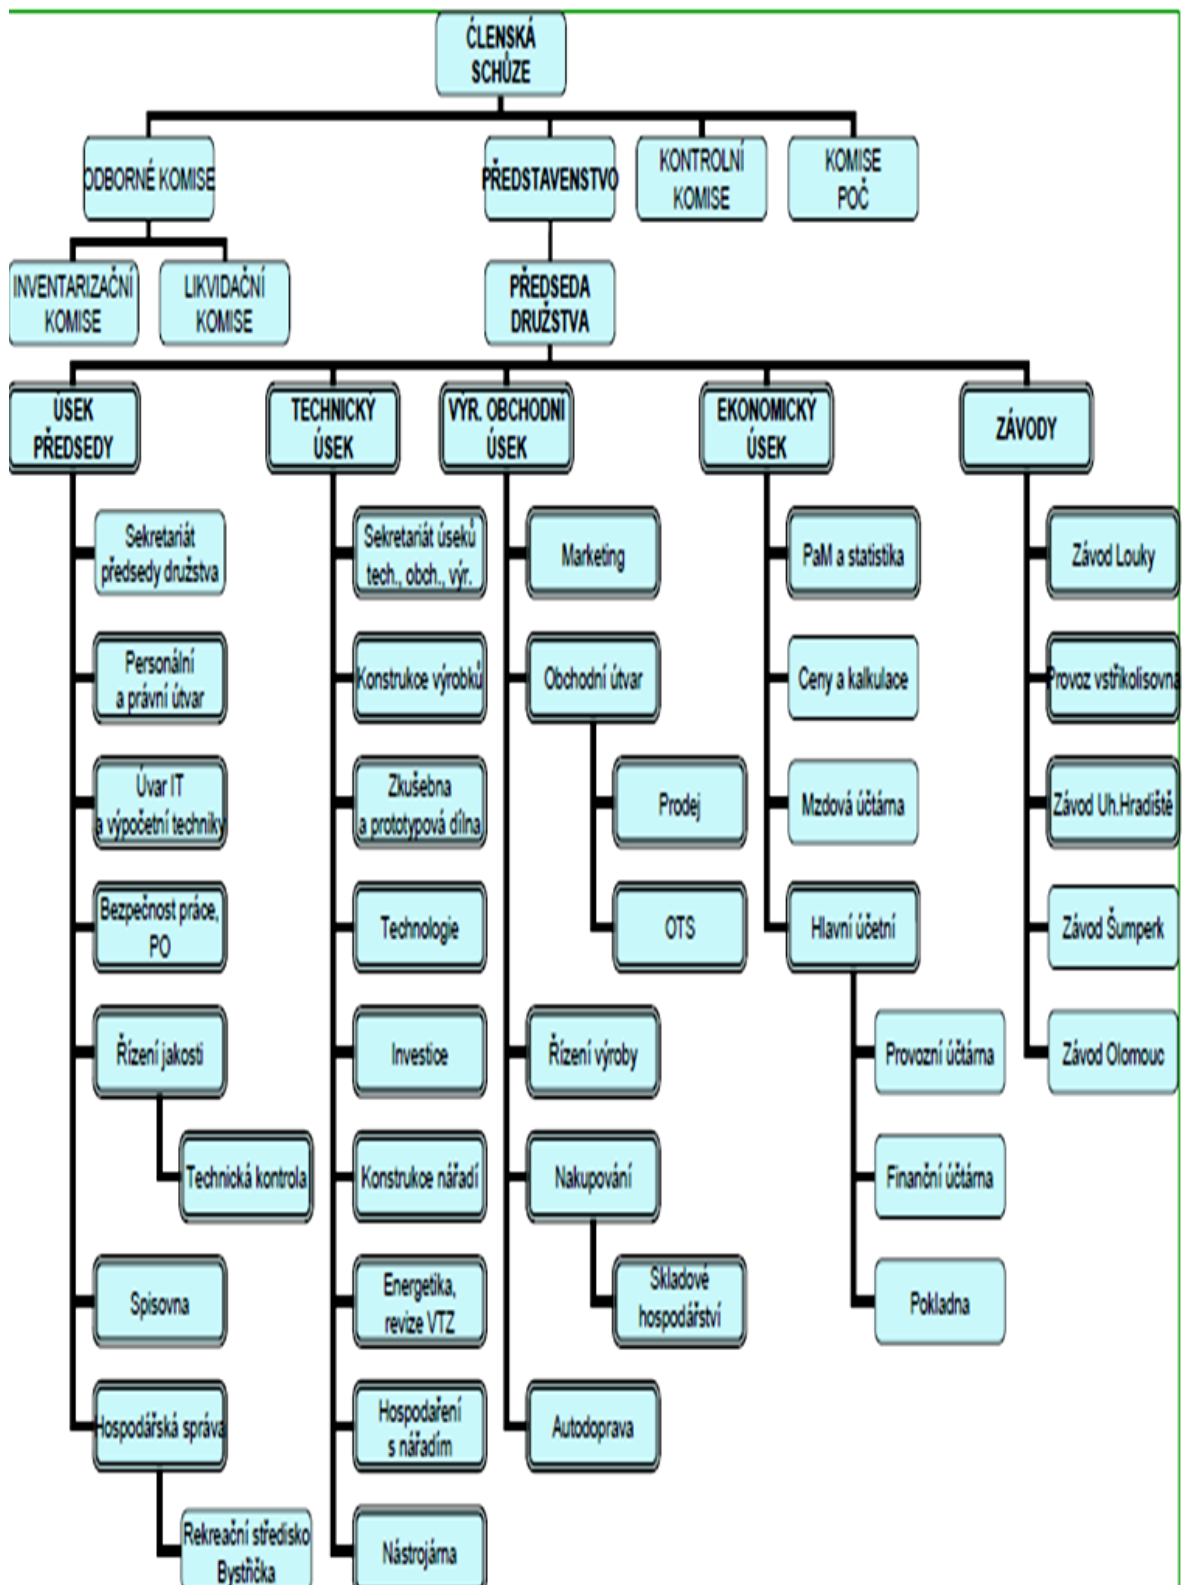 ČLENSKÁ
SCHŮZE
ODBORNÉ KOMISE
PŘEDSTAVENSTVO
KONTROLNÍ
KOMISE
KOMISE
POČ
INVENTARIZAČNÍ
KOMISE
LIKVIDAČNÍ
KOMISE
PŘEDSEDA
DRUŽSTVA
ÚSEK
PŘEDSEDY
TECHNICKÝ
ÚSEK
VÝR. OBCHODNÍ
ÚSEK
EKONOMICKÝ
ÚSEK
ZÁVODY
Sekretariát
předsedy družstva
Personální
a právní útvar
Úvar IT
a výpočetní techniky
Bezpečnost práce,
PO
Řízení jakosti
Technická kontrola
Spisovna
Hospodářská správa
Rekreační středisko
Bystřička
Sekretariát úseků
tech., obch., výr.
Konstrukce výrobků
Zkušebna
a prototypová dílna
Technologie
Investice
Konstrukce nářadí
Energetika,
revize VTZ
Hospodaření
s nářadím
Nástrojárna
Marketing
Obchodní útvar
Prodej
OTS
Řízení výroby
Nakupování
Skladové
hospodářství
Autodoprava
PaM a statistika
Ceny a kalkulace
Mzdová účtárna
Hlavní účetní
Provozní účtárna
Finanční účtárna
Pokladna
Závod Louky
Provoz vstřikolisovna
Závod Uh.Hradiště
Závod Šumperk
Závod Olomouc